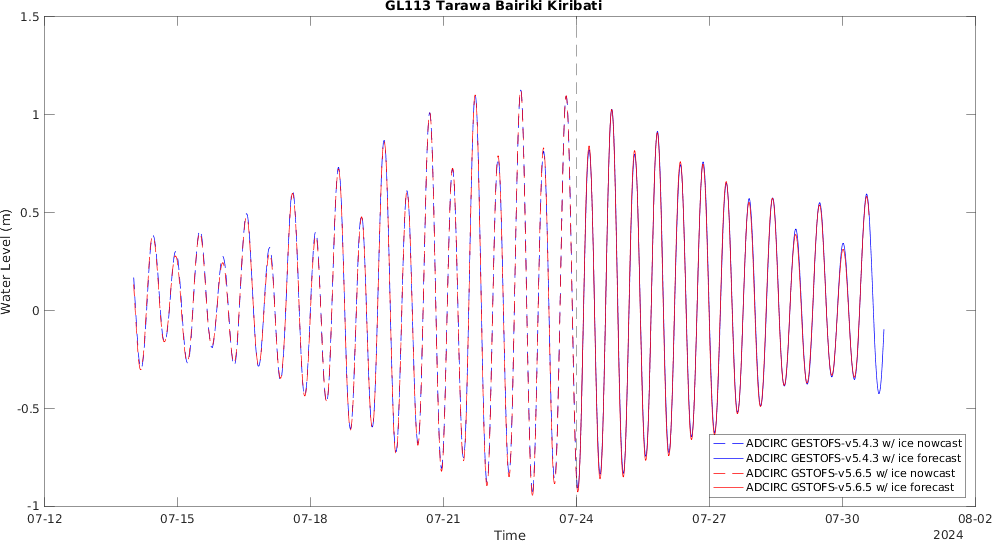 GL113 Tarawa Bairiki Kiribati
1.5
1
0.5
0
-0.5
-1
Water Level (m)
ADCIRC GESTOFS-v5.4.3 w/ ice nowcast
ADCIRC GESTOFS-v5.4.3 w/ ice forecast
ADCIRC GSTOFS-v5.6.5 w/ ice nowcast
ADCIRC GSTOFS-v5.6.5 w/ ice forecast
07-12 07-15 07-18 07-21 07-24 07-27 07-30 08-02
Time
2024